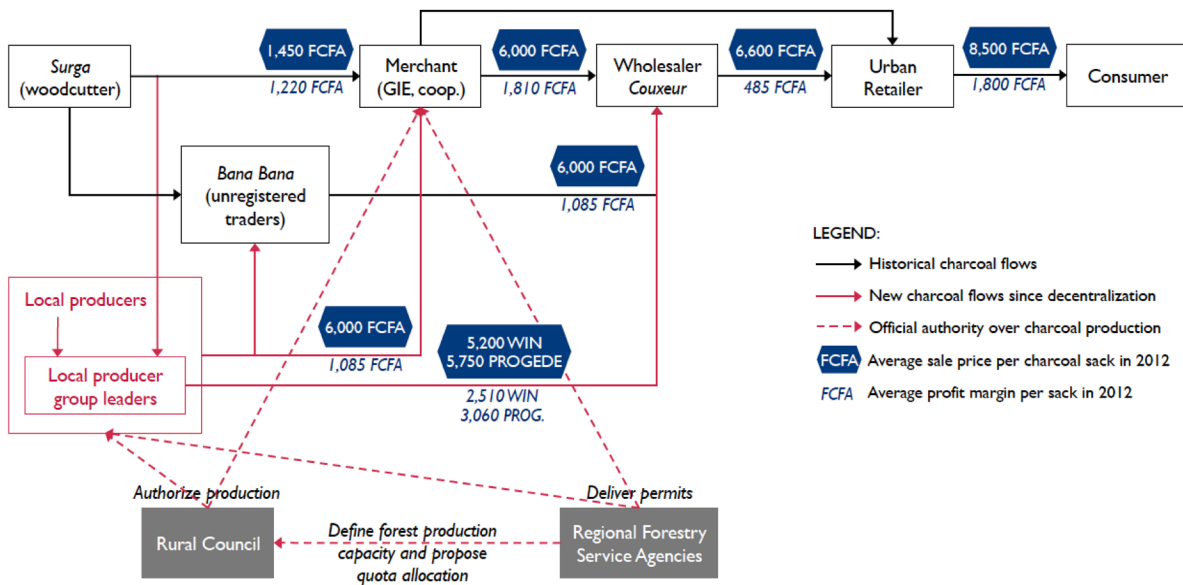 1,450 FCFA
6,000 FCFA
6,600 FCFA
8,500 FCFA
Surga
(woodcutter)
1,220 FCFA
Merchant
(GIE, coop.)
1,810 FCFA
Wholesaler
Couxeur
485 FCFA
Urban
Retailer
1,800 FCFA
Consumer
Bana Bana
(unregistered
traders)
6,000 FCFA
1,085 FCFA
Local producers
Local producer
group leaders
6,000 FCFA
1,085 FCFA
5,200 WIN
5,750 PROGEDE
2,510 WIN
3,060 PROG.
LEGEND:
Historical charcoal flows
New charcoal flows since decentralization
Official authority over charcoal production
FCFA Average sale price per charcoal sack in 2012
FCFA Average profit margin per sack in 2012
Authorize production
Deliver permits
Rural Council
Define forest production
capacity and propose
quota allocation
Regional Forestry
Service Agencies